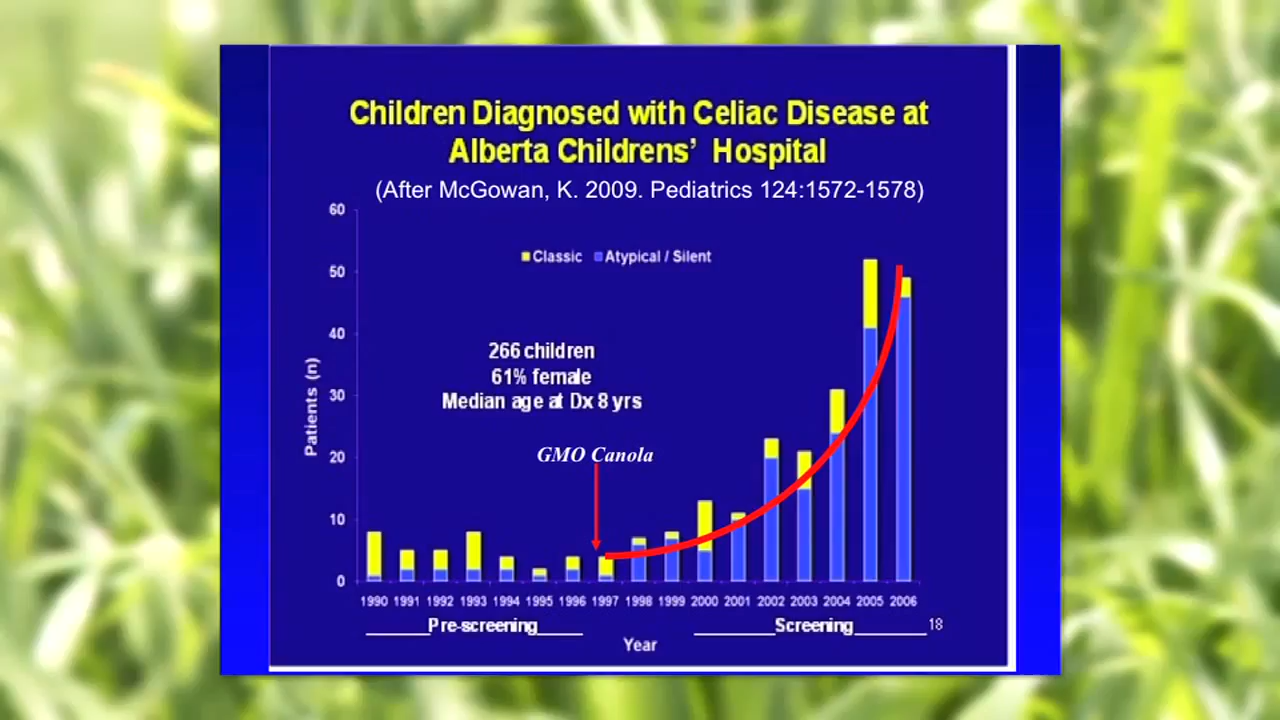 Children Diagnosed with Celiac Disease at
Alberta Childrens’ Hospital
(After McGowan, K. 2009. Pediatrics 124:1572-1578)
60
50
40
30
20
10
0
Patients (n)
Classic Atypical / Silent
266 children
61% female
Median age at Dx 8 yrs
GMO Canola
1990 1991 1992 1993 1994 1995 1996 1997 1998 1999 2000 2001 2002 2003 2004 2005 2006
Pre-screening Screening 18
Year